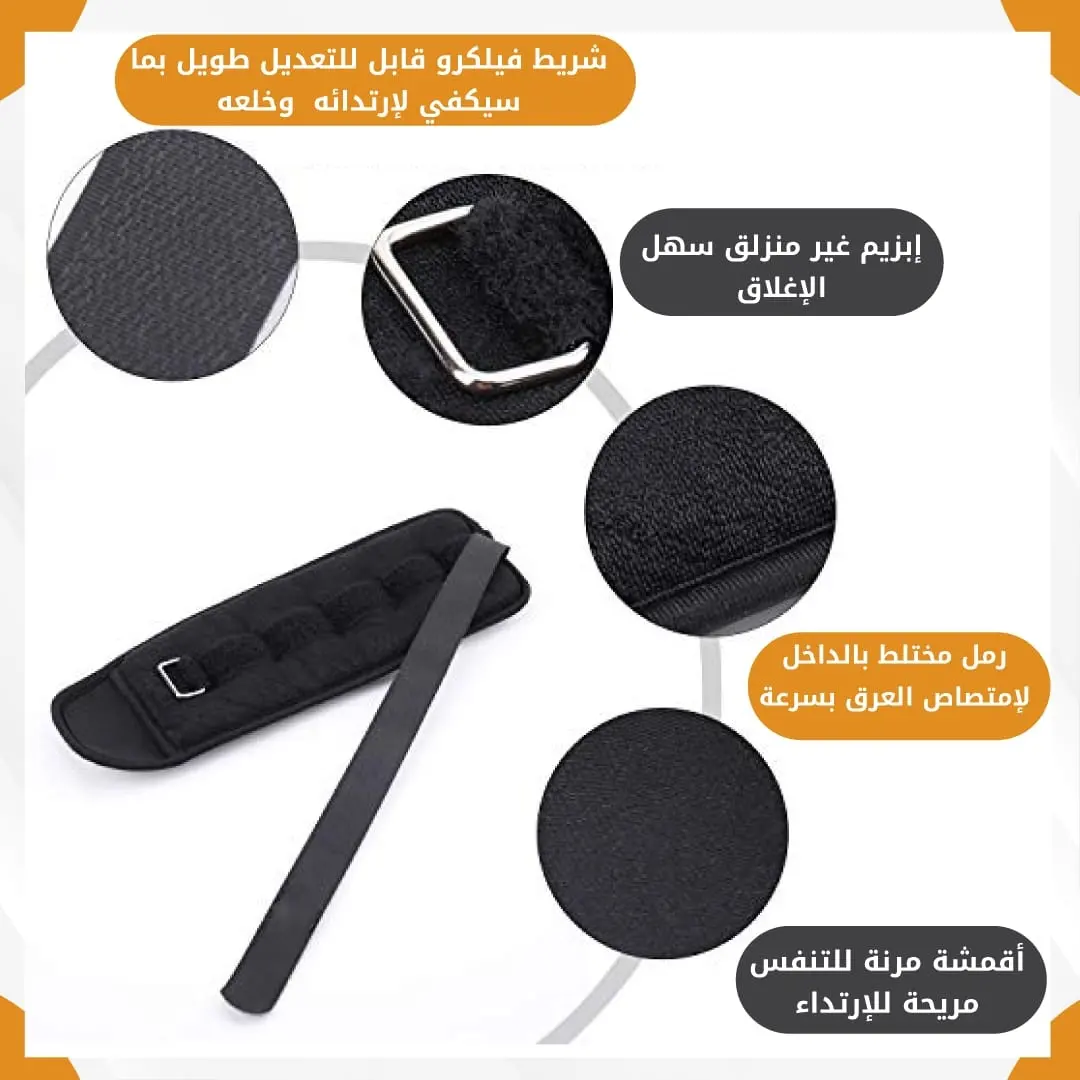 شريط فيلكرو قابل للتعديل طويل بما
سيكفي لإرتدائه وخلعه
إبزيم غير منزلق سهل
الإغلاق
رمل مختلط بالداخل
لإمتصاص العرق بسرعة
أقمشة مرنة للتنفس
مريحة للإرتداء